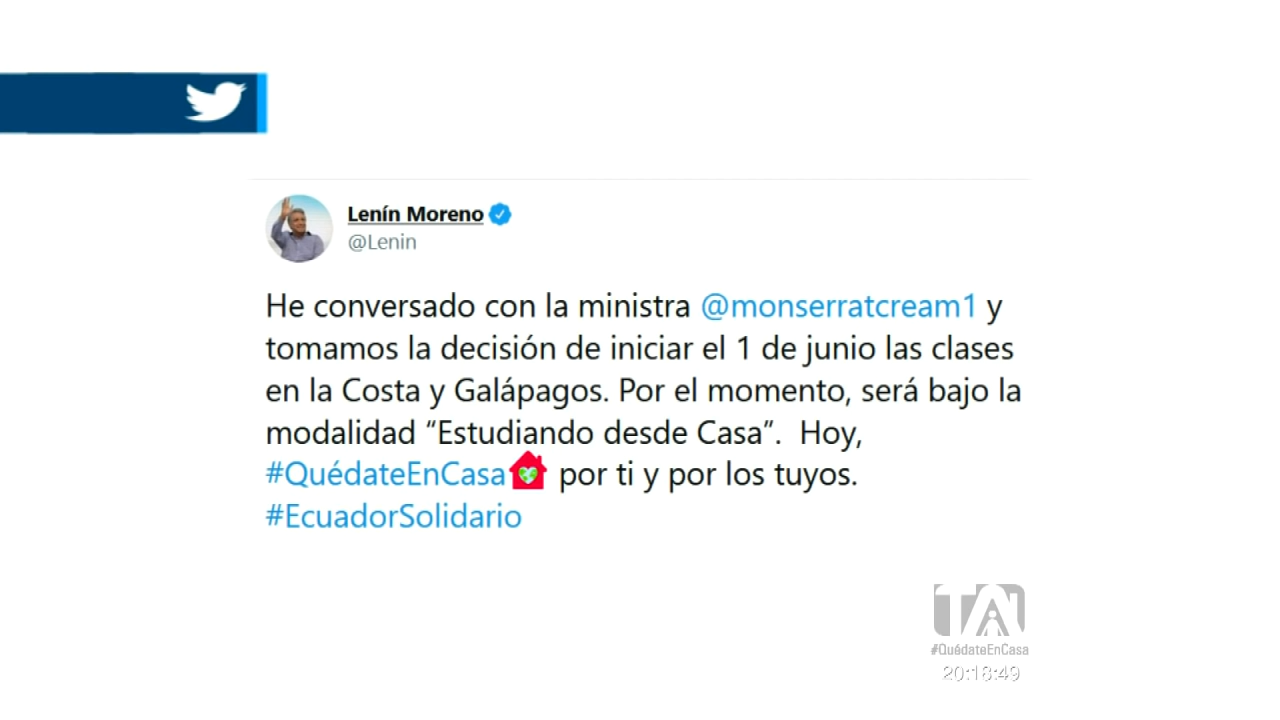 Lenín Moreno
@Lenin
He conversado con la ministra @monserratcream1 y
tomamos la decisión de iniciar el 1 de junio las clases
en la Costa y Galápagos. Por el momento, será bajo la
modalidad “Estudiando desde Casa”.  Hoy,
#QuédateEnCasa por ti y por los tuyos.
#EcuadorSolidario
TA
#QuédateEnCasa
20:18:49